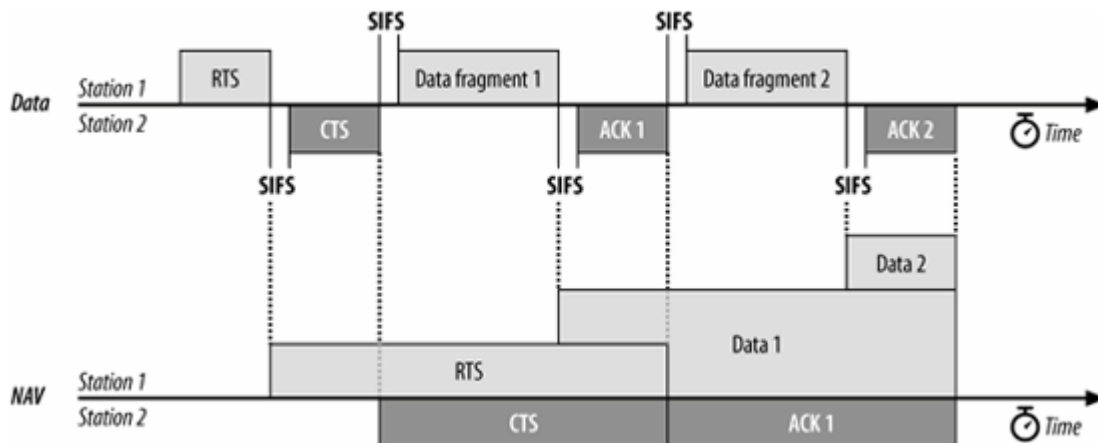 SIFS SIFS
Station 1 RTS Data fragment 1 Data fragment 2
Data
Station 2 CTS ACK 1 ACK 2 Time
SIFS SIFS SIFS
Data 2
Data 1
Station 1 RTS
NAV
Station 2 CTS ACK 1 Time